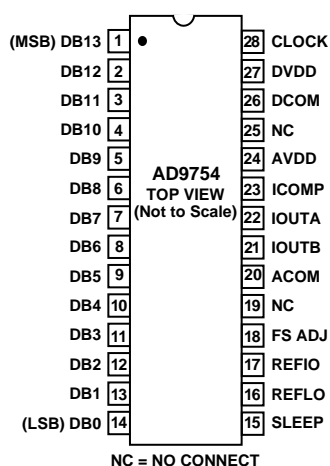 (MSB) DB13 1 28 CLOCK
DB12 2 27 DVDD
DB11 3 26 DCOM
DB10 4 25 NC
DB9 5 24 AVDD
DB8 6 23 ICOMP
DB7 7 22 IOUTA
DB6 8 21 IOUTB
DB5 9 20 ACOM
DB4 10 19 NC
DB3 11 18 FS ADJ
DB2 12 17 REFIO
DB1 13 16 REFLO
(LSB) DB0 14 15 SLEEP
AD9754
TOP VIEW
(Not to Scale)
NC = NO CONNECT